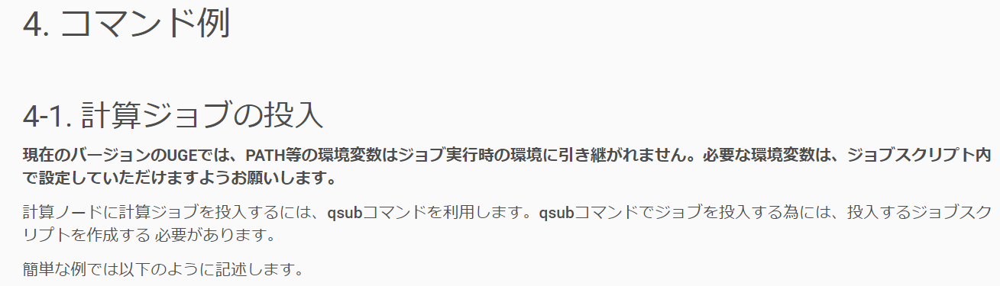 4. コマンド例
4-1. 計算ジョブの投入
現在のバージョンのUGEでは、PATH等の環境変数はジョブ実行時の環境に引き継がれません。必要な環境変数は、ジョブスクリプト内
で設定していただけますようお願いします。
計算ノードに計算ジョブを投入するには、qsubコマンドを利用します。qsubコマンドでジョブを投入する為には、投入するジョブスク
リプトを作成する 必要があります。
簡単な例では以下のように記述します。